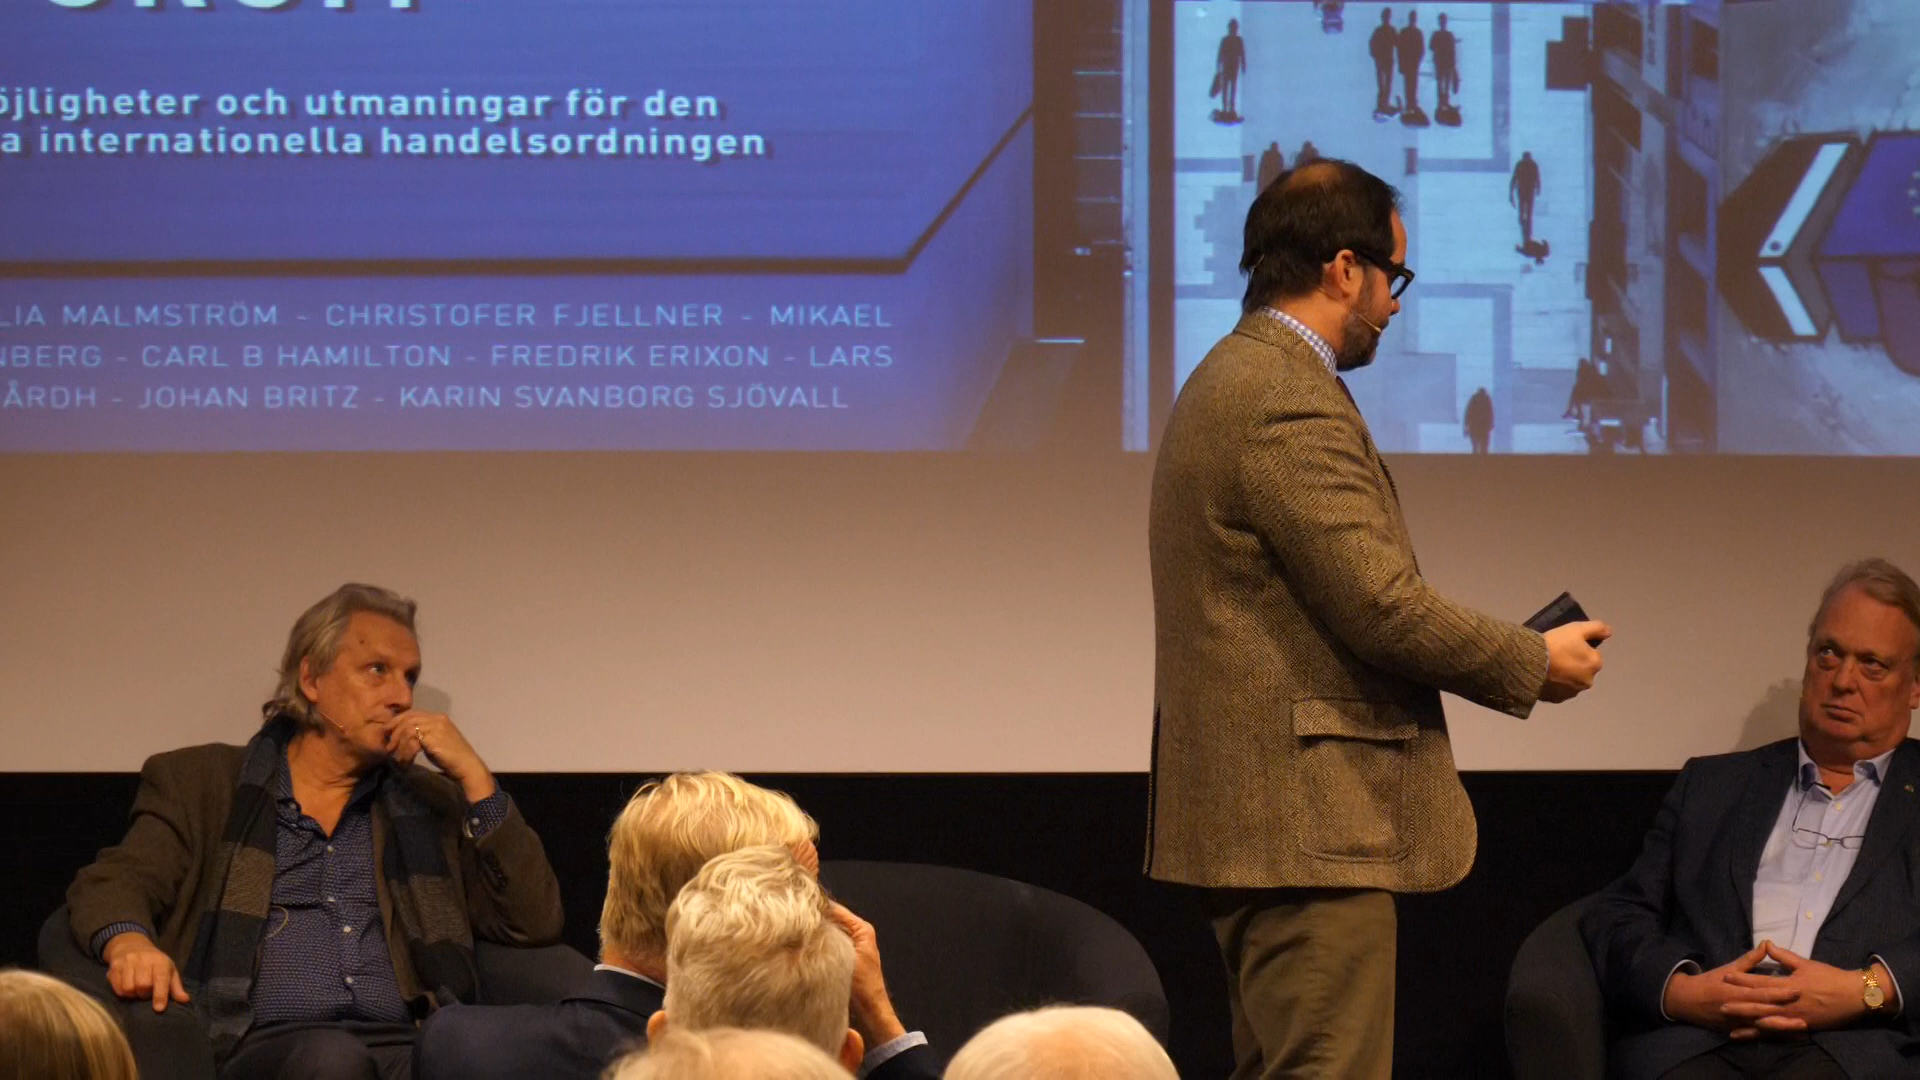 öjligheter och utmaningar för den
a internationella handelsordningen
LIA MALMSTRÖM - CHRISTOFER FJELLNER - MIKAEL
NBERG - CARL B HAMILTON - FREDRIK ERIXON - LARS
ÅRDH - JOHAN BRITZ - KARIN SVANBORG SJÖVALL